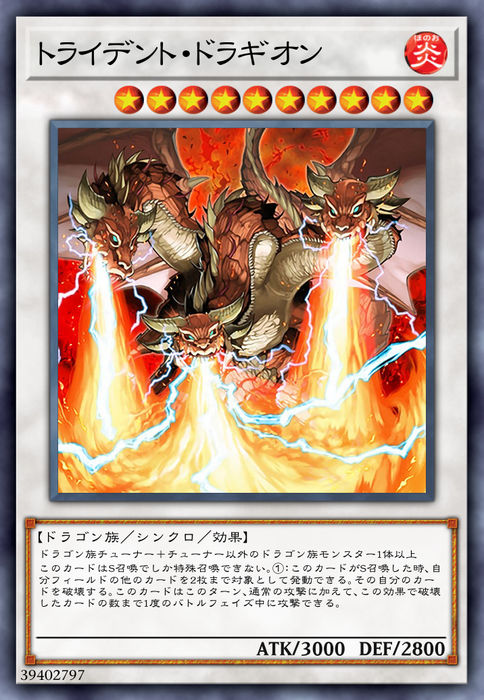 トライデント・ドラギオン
ほのお
炎
【ドラゴン族／シンクロ／効果】
ドラゴン族チューナー＋チューナー以外のドラゴン族モンスター1体以上
このカードはS召喚でしか特殊召喚できない。①：このカードがS召喚した時、自
分フィールドの他のカードを2枚まで対象として発動できる。その自分のカー
ドを破壊する。このカードはこのターン、通常の攻撃に加えて、この効果で破壊
したカードの数まで1度のバトルフェイズ中に攻撃できる。
ATK/3000 DEF/2800
39402797